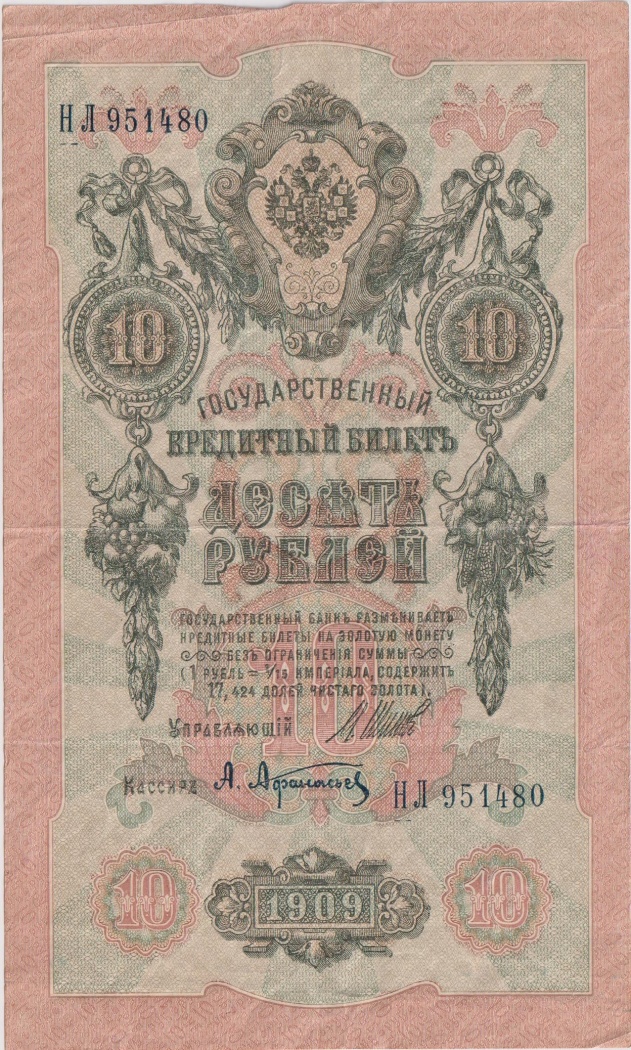 НЛ 951480
10 10
ГОСУДАРСТВЕННЫЙ
КРЕДИТНЫЙ БИЛЕТЪ
ДЕСЯТЬ
РУБЛЕЙ
ГОСУДАРСТВЕННЫЙ БАНКЪ РАЗМѢНИВАЕТЪ
КРЕДИТНЫЕ БИЛЕТЫ НА ЗОЛОТУЮ МОНЕТУ
БЕЗЪ ОГРАНИЧЕНІЯ СУММЫ
(1 РУБЛЬ = 1/15 ИМПЕРІАЛА, СОДЕРЖИТЪ
17,424 ДОЛЕЙ ЧИСТАГО ЗОЛОТА).
10
УПРАВЛЯЮЩІЙ
КАССИРЪ А. Афанасьев
НЛ 951480
10 1909 10